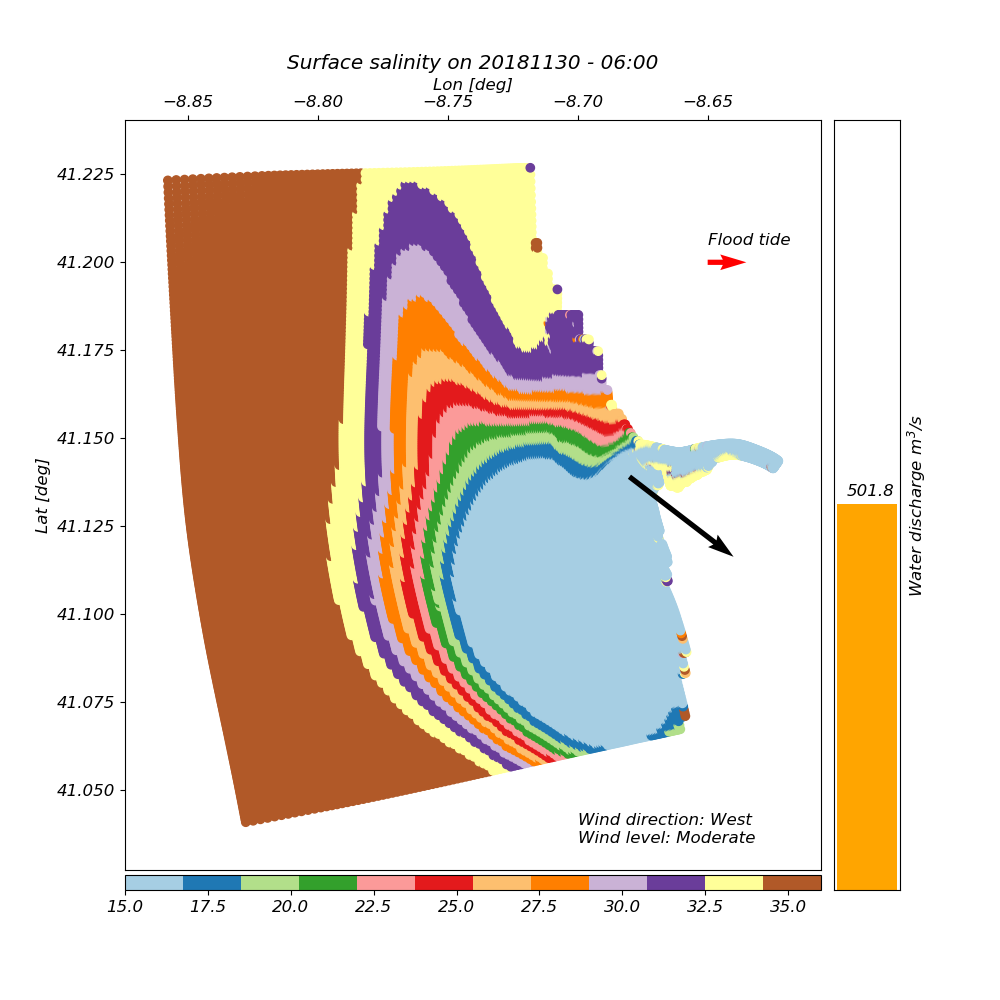 Surface salinity on 20181130 - 06:00
Lon [deg]
−8.85 −8.80 −8.75 −8.70 −8.65
41.225
41.200
41.175
41.150
41.125
41.100
41.075
41.050
Lat [deg]
Flood tide
501.8
Water discharge m³/s
Wind direction: West
Wind level: Moderate
15.0 17.5 20.0 22.5 25.0 27.5 30.0 32.5 35.0